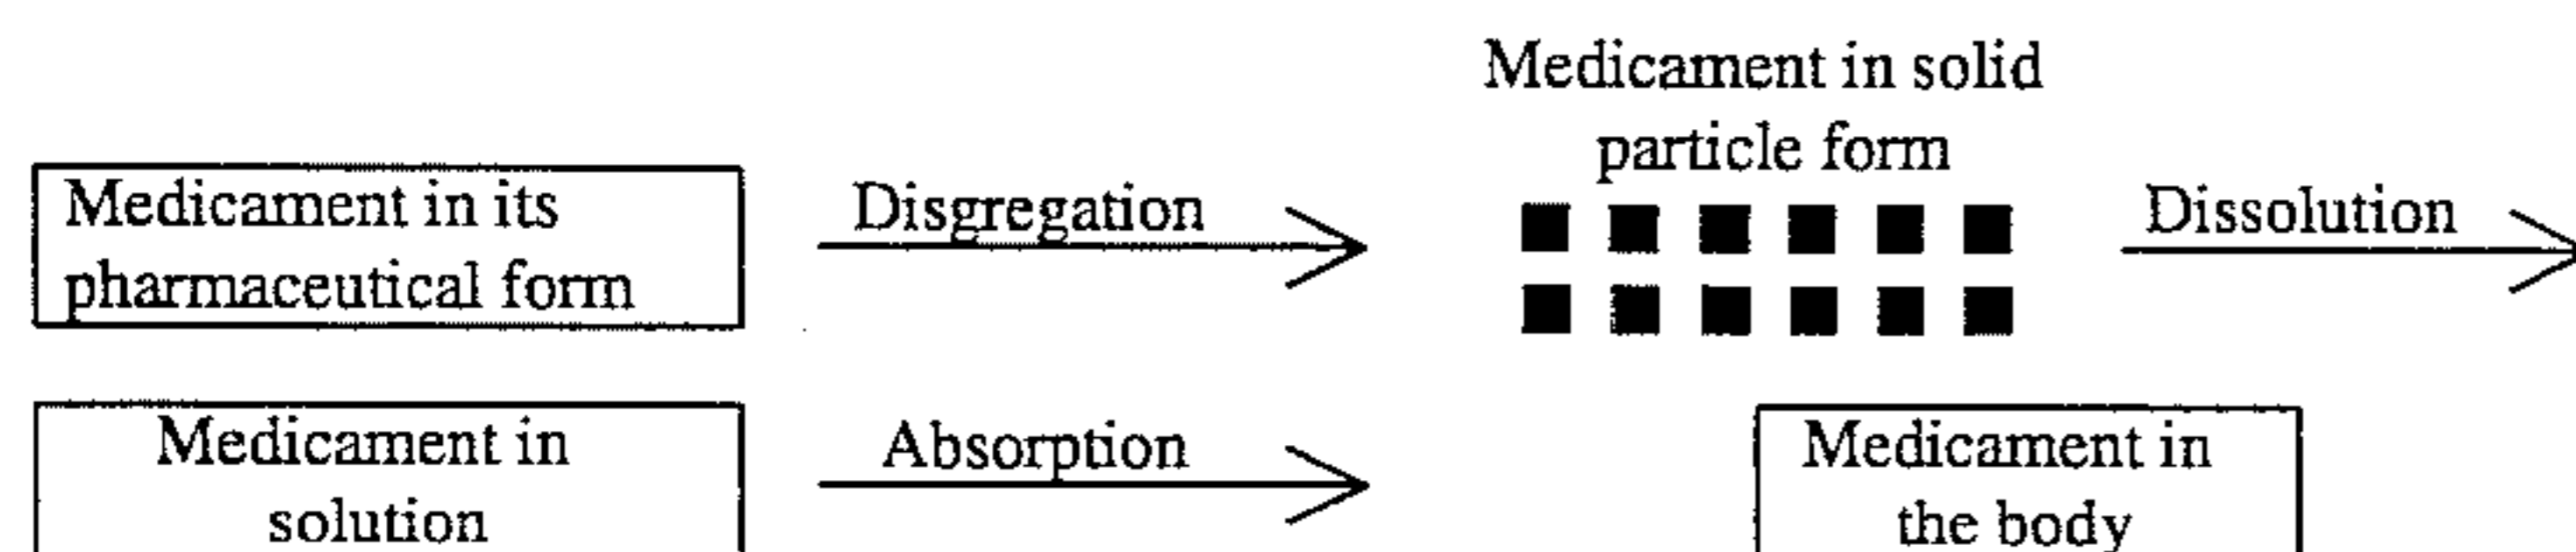 Medicament in its
pharmaceutical form
Disgregation
Medicament in solid
particle form
Dissolution
Medicament in
solution
Absorption
Medicament in
the body